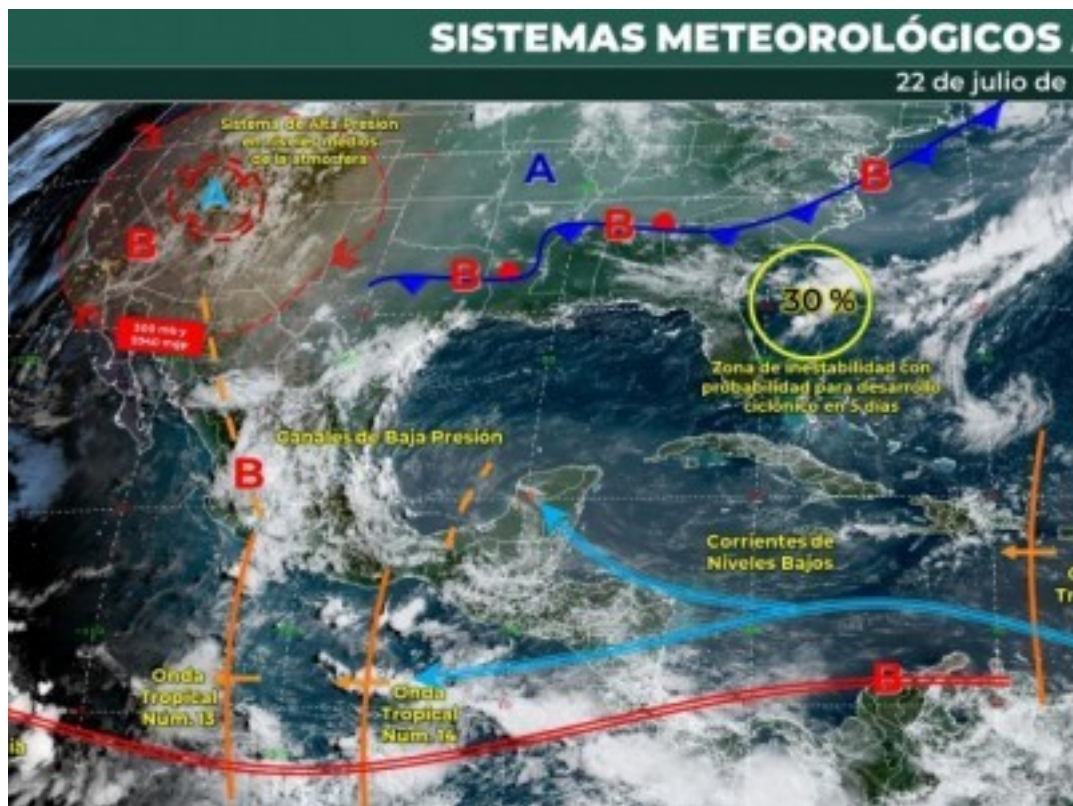 SISTEMAS METEOROLÓGICOS
22 de julio de
Sistema de Alta Presión
en niveles medios
de la atmósfera
A
A
B
B
B
B
30 %
500 mb y
Zona de inestabilidad con
probabilidad para desarrollo
ciclónico en 5 días
Canales de Baja Presión
B
Corrientes de
Niveles Bajos
Onda
Tropical
Núm. 13
Onda
Tropical
Núm. 14
B